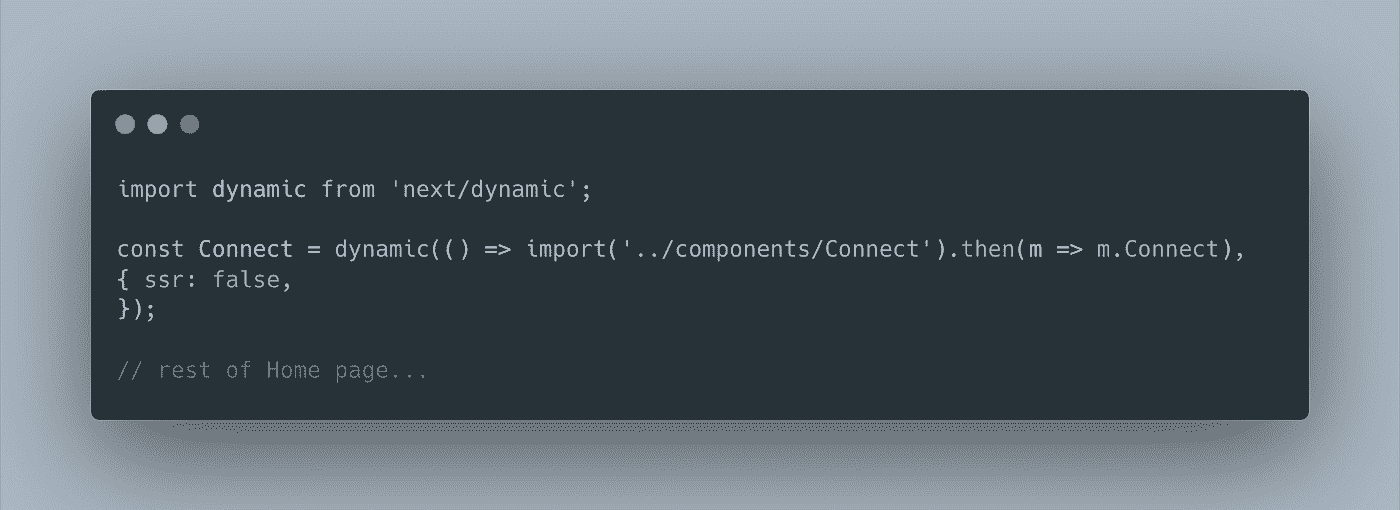 import dynamic from 'next/dynamic';
const Connect = dynamic(() => import('../components/Connect').then(m => m.Connect),
{ ssr: false,
});
// rest of Home page...